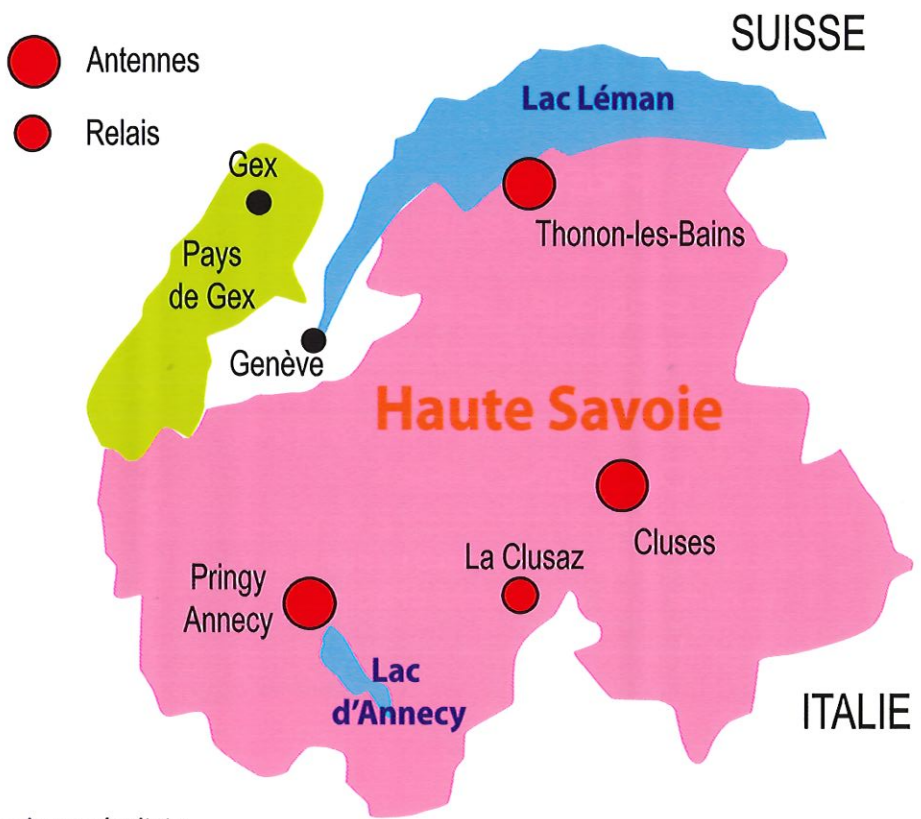 SUISSE
Antennes
Relais
Lac Léman
Gex
Thonon-les-Bains
Pays
de Gex
Genève
Haute Savoie
Cluses
La Clusaz
Pringy
Annecy
Lac
d'Annecy
ITALIE